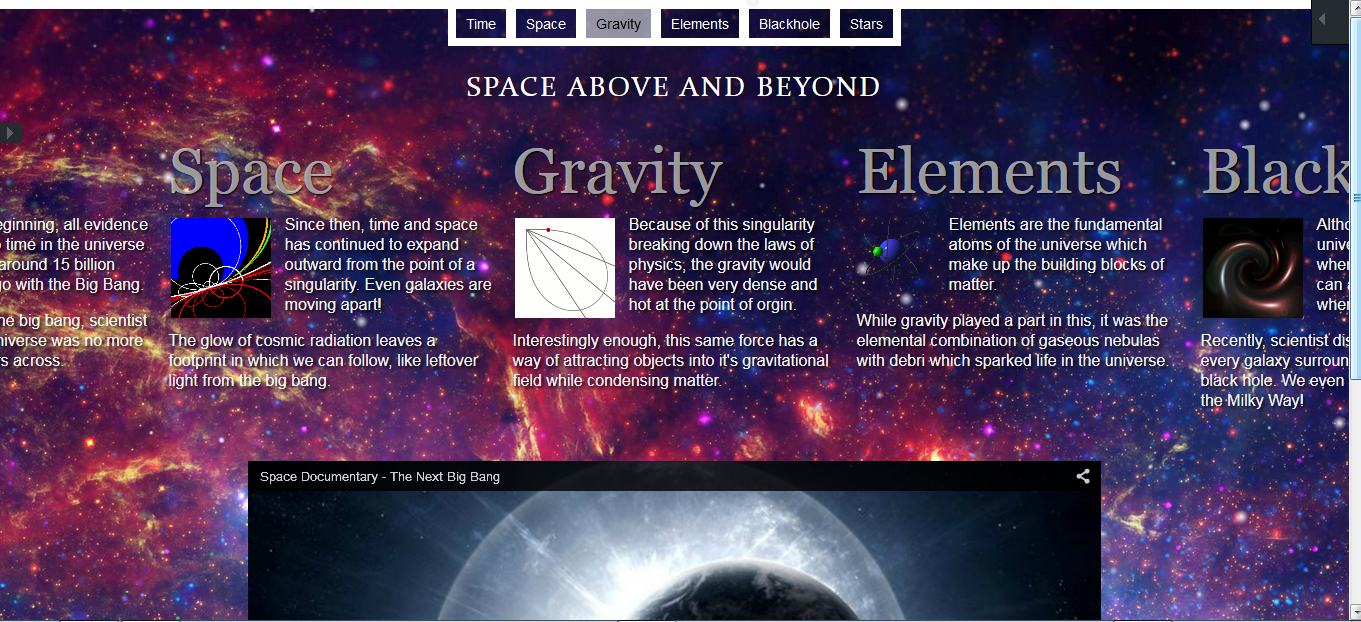 Time Space Gravity Elements Blackhole Stars
SPACE ABOVE AND BEYOND
eginning, all evidence
time in the universe
around 15 billion
go with the Big Bang.
he big bang, scientist
niverse was no more
rs across.
Space
Since then, time and space
has continued to expand
outward from the point of a
singularity. Even galaxies are
moving apart!
The glow of cosmic radiation leaves a
footprint in which we can follow, like leftover
light from the big bang.
Gravity
Because of this singularity
breaking down the laws of
physics, the gravity would
have been very dense and
hot at the point of orgin.
Interestingly enough, this same force has a
way of attracting objects into it's gravitational
field while condensing matter.
Elements
Elements are the fundamental
atoms of the universe which
make up the building blocks of
matter.
While gravity played a part in this, it was the
elemental combination of gaseous nebulas
with debri which sparked life in the universe.
Black
Altho
unive
wher
can a
wher
Recently, scientist dis
every galaxy surroun
black hole. We even
the Milky Way!
Space Documentary - The Next Big Bang